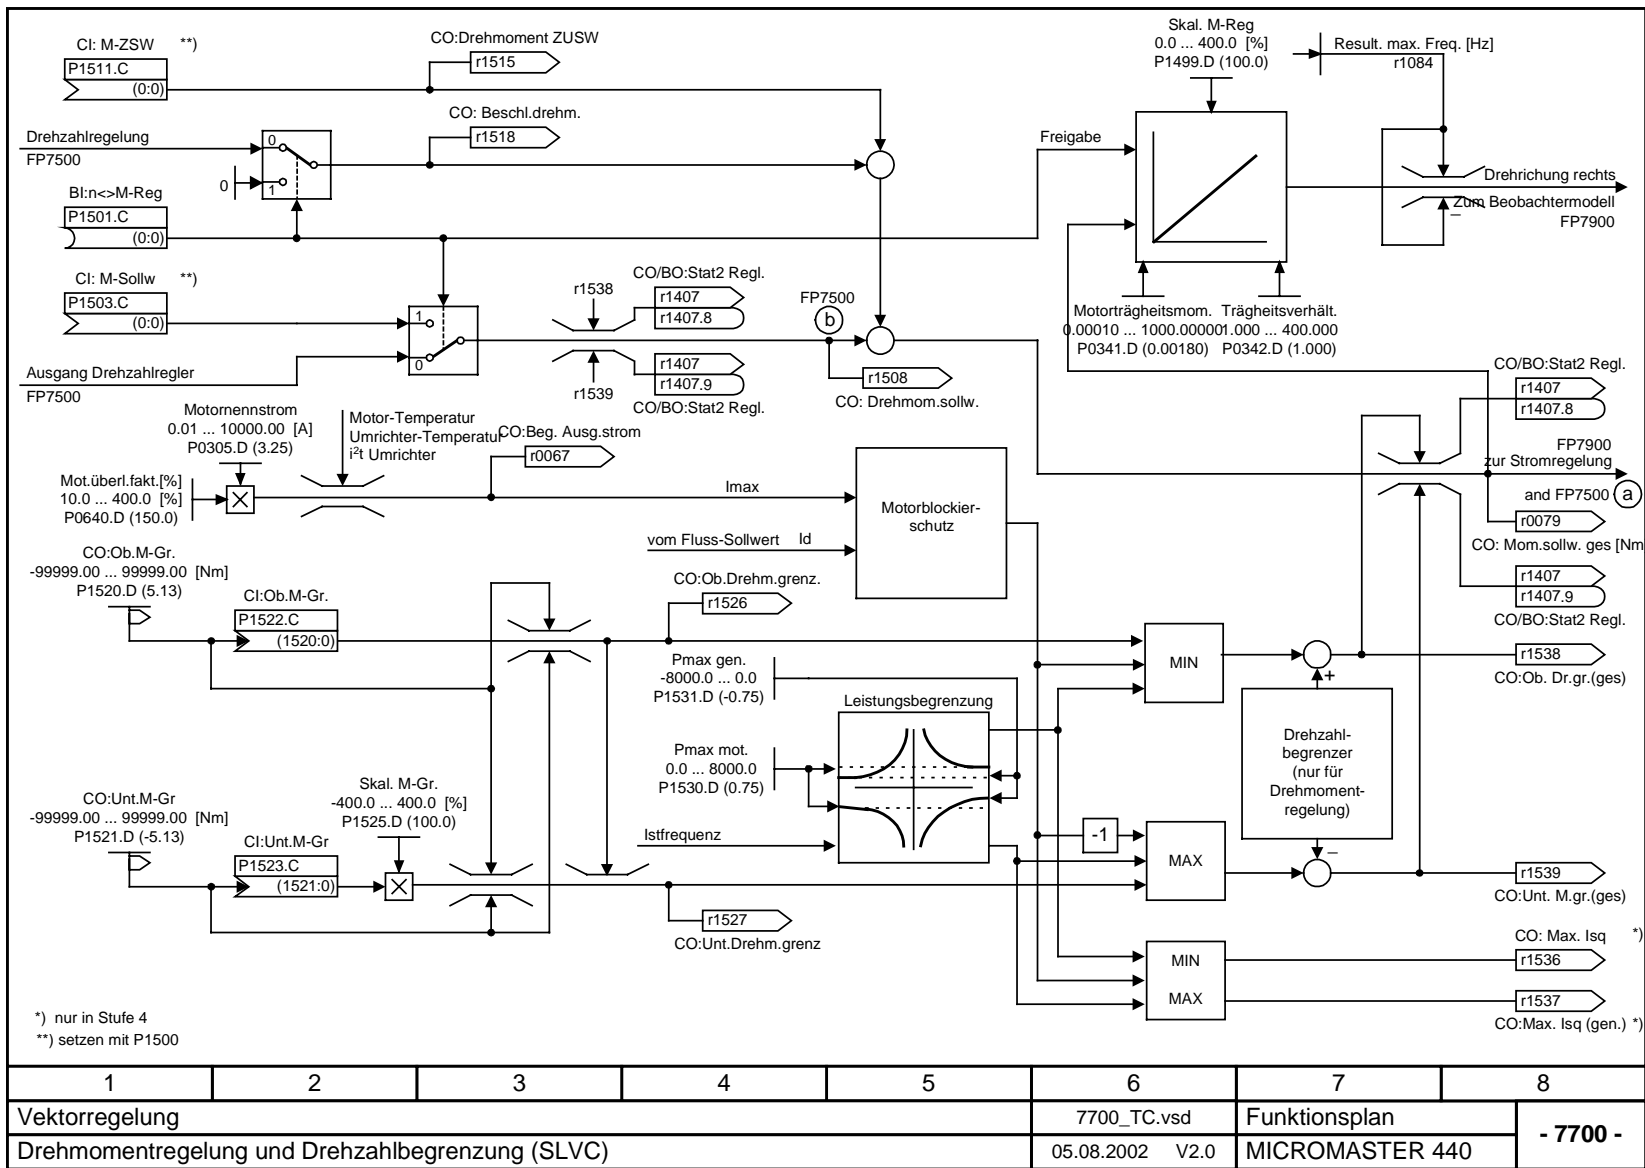 CI: M-ZSW **)
P1511.C
(0:0)
CO:Drehmoment ZUSW
r1515
Drehzahlregelung
FP7500
0
1
0
CO: Beschl.drehm.
r1518
BI:n<>M-Reg
P1501.C
(0:0)
CI: M-Sollw **)
P1503.C
(0:0)
Ausgang Drehzahlregler
FP7500
1
0
r1538
r1539
CO/BO:Stat2 Regl.
r1407
r1407.8
r1407
r1407.9
CO/BO:Stat2 Regl.
FP7500
b
r1508
CO: Drehmom.sollw.
Skal. M-Reg
0.0 ... 400.0 [%]
P1499.D (100.0)
Result. max. Freq. [Hz]
r1084
Freigabe
Drehrichung rechts
Zum Beobachtermodell
FP7900
–
Motorträgheitsmom.
0.00010 ... 1000.00000
P0341.D (0.00180)
Trägheitsverhält.
1.000 ... 400.000
P0342.D (1.000)
CO/BO:Stat2 Regl.
r1407
r1407.8
FP7900
zur Stromregelung
and FP7500
a
r0079
CO: Mom.sollw. ges [Nm
r1407
r1407.9
CO/BO:Stat2 Regl.
Motornennstrom
0.01 ... 10000.00 [A]
P0305.D (3.25)
Mot.überl.fakt.[%]
10.0 ... 400.0 [%]
P0640.D (150.0)
Motor-Temperatur
Umrichter-Temperatur
i²t Umrichter
CO:Beg. Ausg.strom
r0067
Imax
vom Fluss-Sollwert Id
Motorblockier-
schutz
CO:Ob.M-Gr.
-99999.00 ... 99999.00 [Nm]
P1520.D (5.13)
CI:Ob.M-Gr.
P1522.C
(1520:0)
CO:Ob.Drehm.grenz.
r1526
Pmax gen.
-8000.0 ... 0.0
P1531.D (-0.75)
Leistungsbegrenzung
Pmax mot.
0.0 ... 8000.0
P1530.D (0.75)
Istfrequenz
MIN
+
r1538
CO:Ob. Dr.gr.(ges)
Drehzahl-
begrenzer
(nur für
Drehmoment-
regelung)
–
CO:Unt.M-Gr
-99999.00 ... 99999.00 [Nm]
P1521.D (-5.13)
CI:Unt.M-Gr
P1523.C
(1521:0)
Skal. M-Gr.
-400.0 ... 400.0 [%]
P1525.D (100.0)
r1527
CO:Unt.Drehm.grenz
-1
MAX
r1539
CO:Unt. M.gr.(ges)
MIN
MAX
CO: Max. Isq *)
r1536
r1537
CO:Max. Isq (gen.) *)
*) nur in Stufe 4
**) setzen mit P1500
1 2 3 4 5 6 7 8
Vektorregelung
7700_TC.vsd
Funktionsplan
- 7700 -
Drehmomentregelung und Drehzahlbegrenzung (SLVC)
05.08.2002 V2.0
MICROMASTER 440